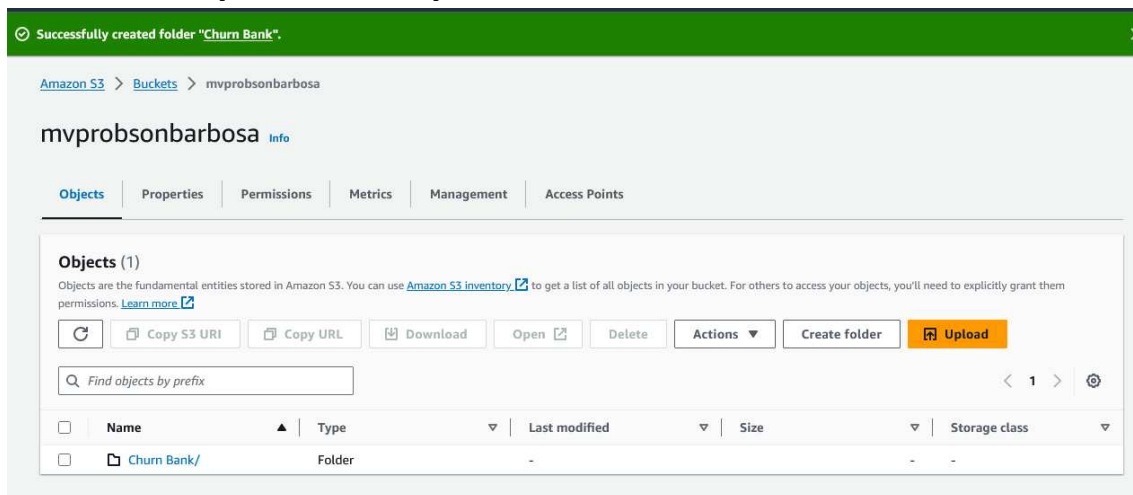 Successfully created folder "Churn Bank".
Amazon S3 > Buckets > mvprobsonbarbosa
mvprobsonbarbosa Info
Objects Properties Permissions Metrics Management Access Points
Objects (1)
Objects are the fundamental entities stored in Amazon S3. You can use Amazon S3 inventory to get a list of all objects in your bucket. For others to access your objects, you'll need to explicitly grant them
permissions. Learn more
Copy S3 URI Copy URL Download Open Delete Actions Create folder Upload
Find objects by prefix < 1 >
Name Type Last modified Size Storage class
Churn Bank/ Folder - - -